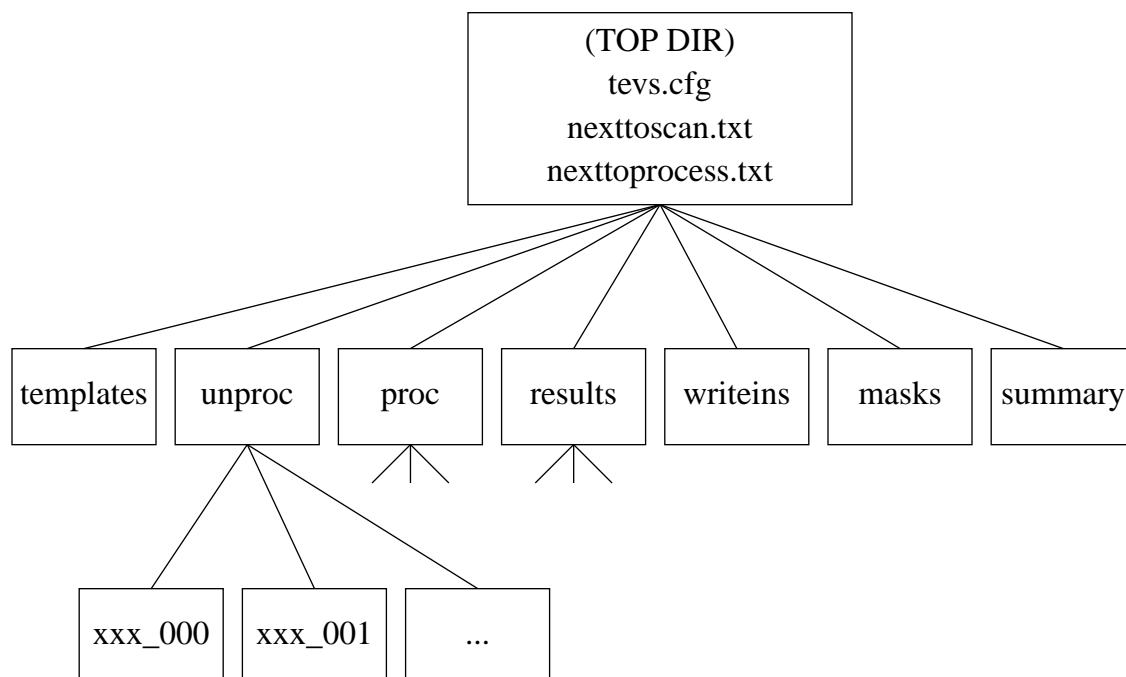 (TOP DIR)
tevs.cfg
nexttoscan.txt
nexttoprocess.txt
templates
unproc
proc
results
writeins
masks
summary
xxx_000
xxx_001
...